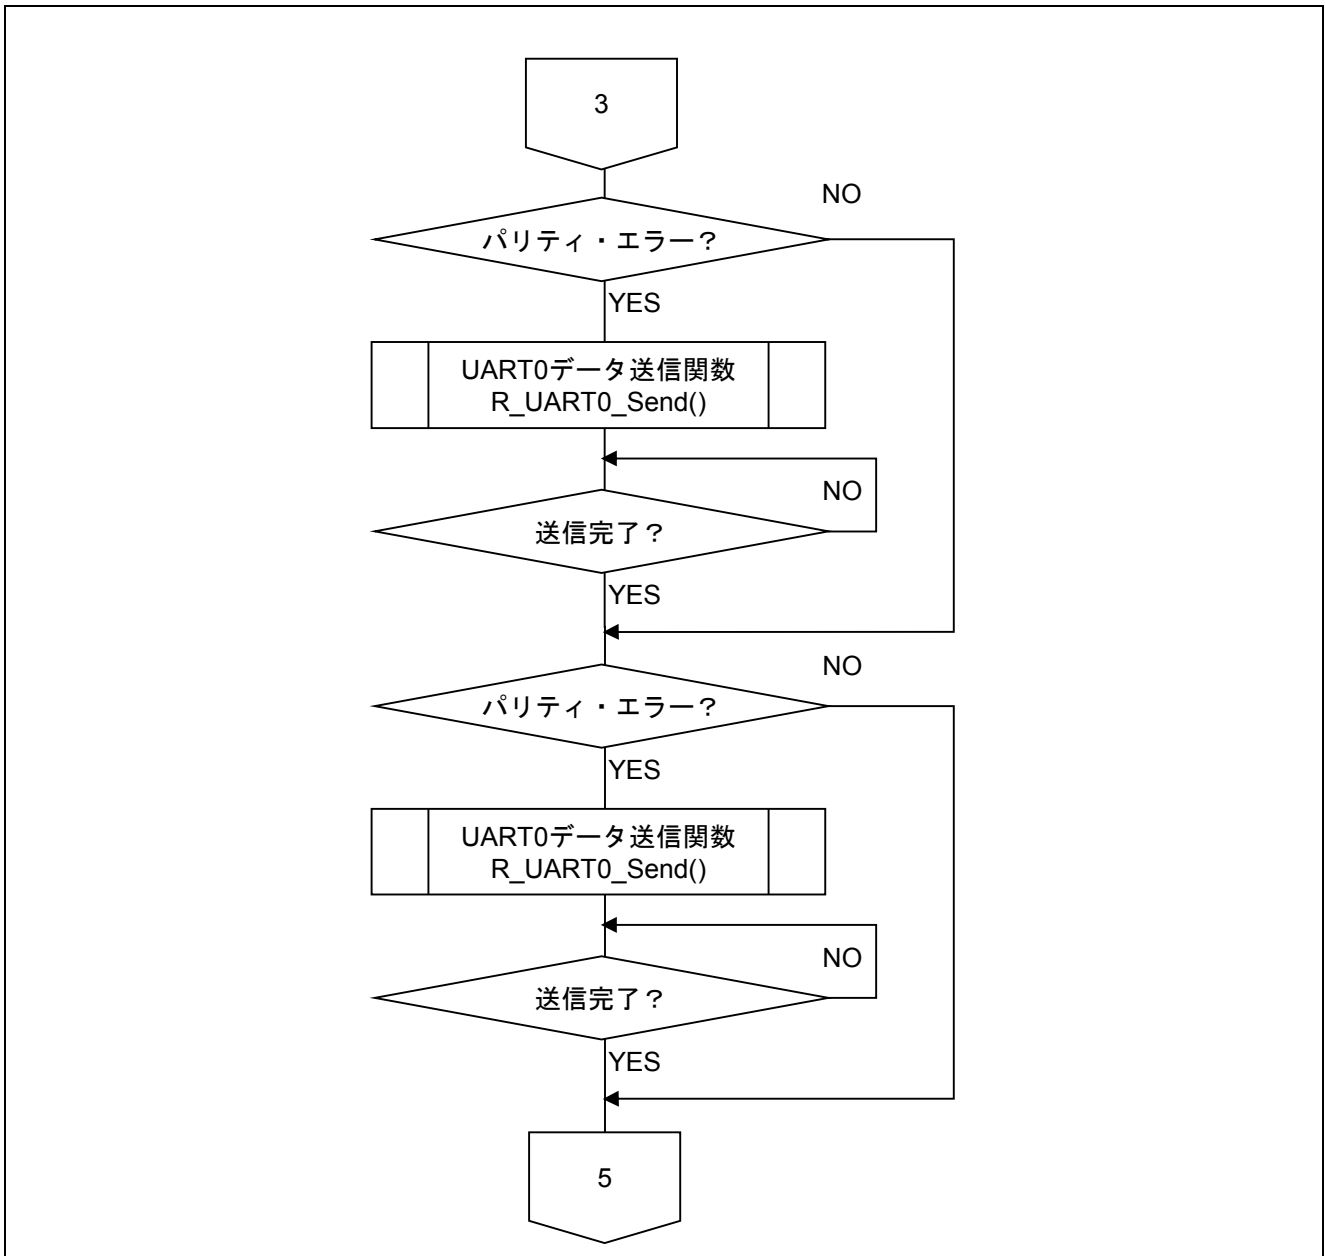 3
NO
パリティ・エラー？
YES
UART0データ送信関数
R_UART0_Send()
NO
送信完了？
YES
NO
パリティ・エラー？
YES
UART0データ送信関数
R_UART0_Send()
NO
送信完了？
YES
5